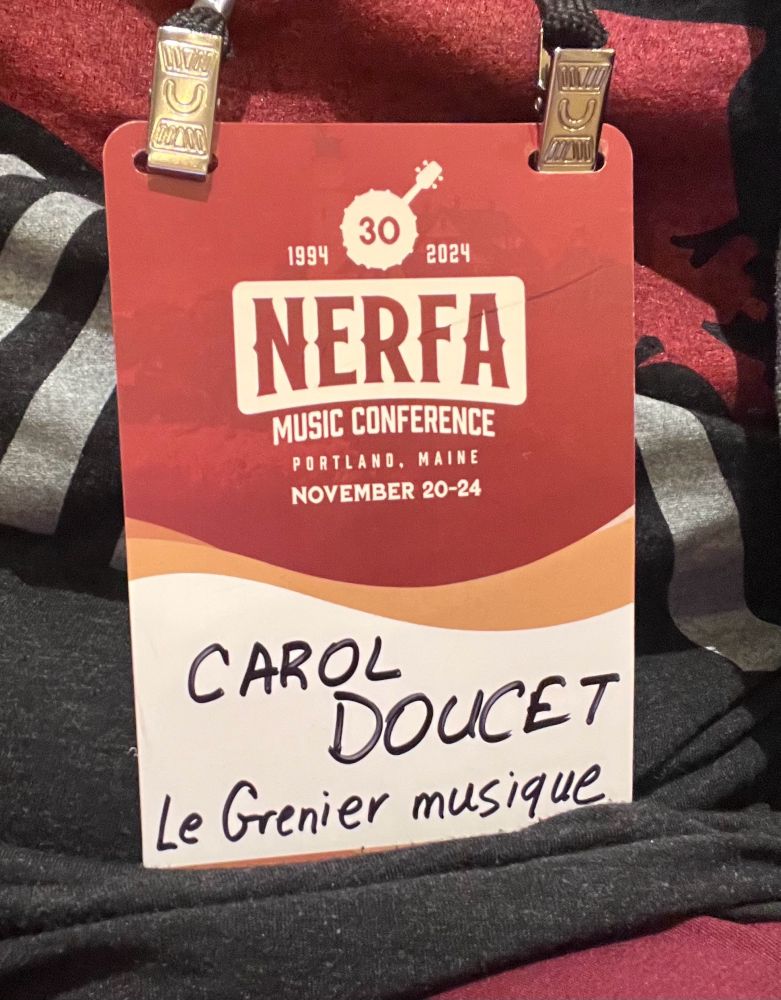 30
1994 2024
NERFA
MUSIC CONFERENCE
PORTLAND, MAINE
NOVEMBER 20-24
CAROL
DOUCET
Le Grenier musique